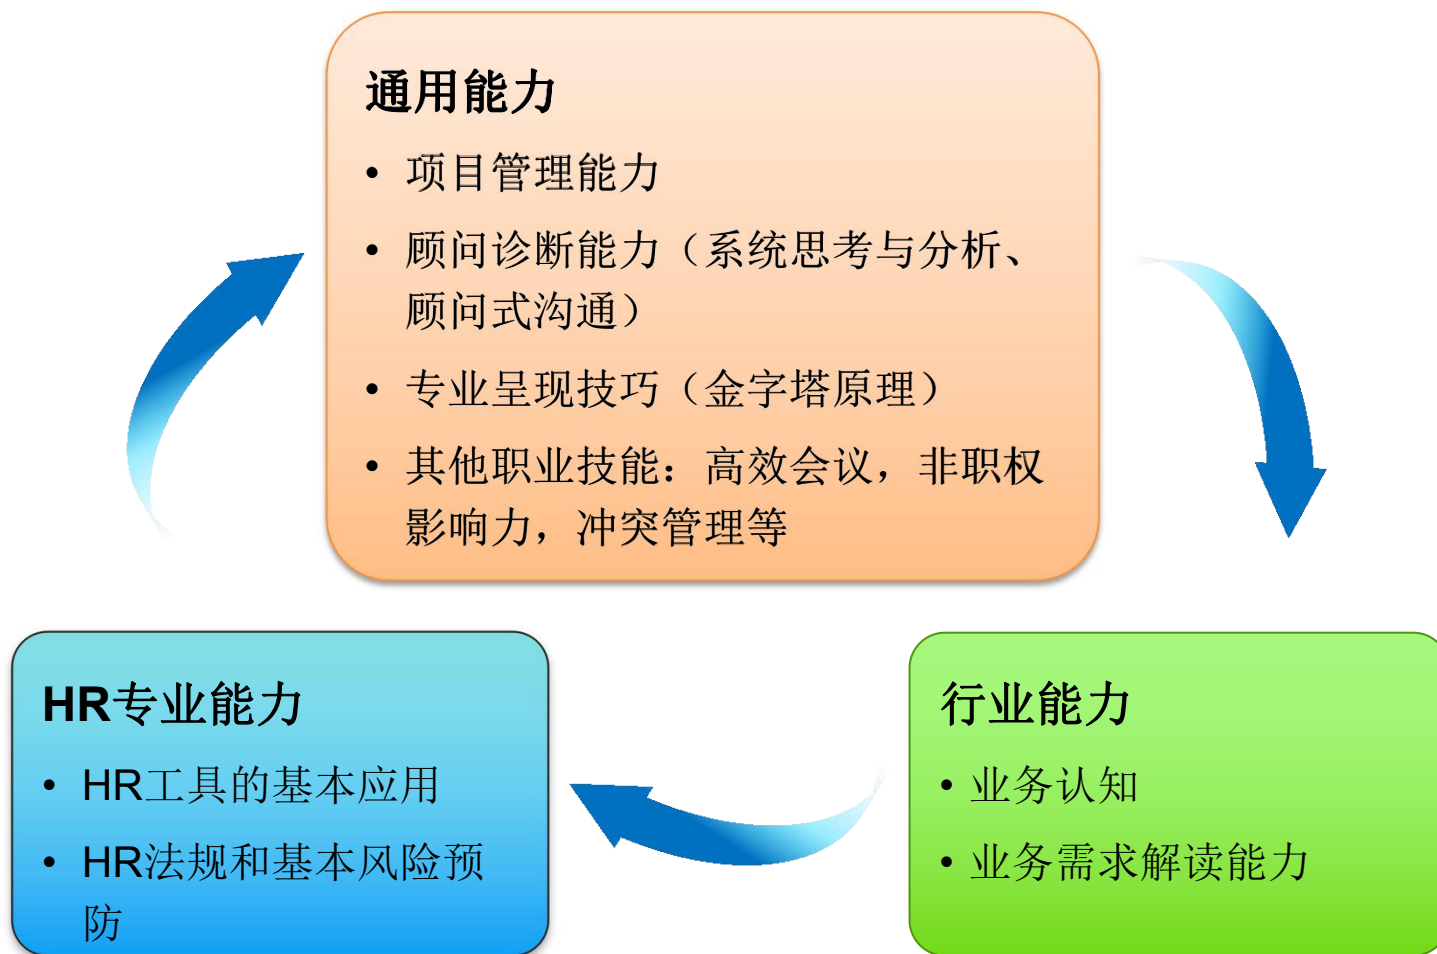 通用能力
• 项目管理能力
• 顾问诊断能力（系统思考与分析、
顾问式沟通）
• 专业呈现技巧（金字塔原理）
• 其他职业技能：高效会议，非职权
影响力，冲突管理等
HR专业能力
• HR工具的基本应用
• HR法规和基本风险预
防
行业能力
• 业务认知
• 业务需求解读能力